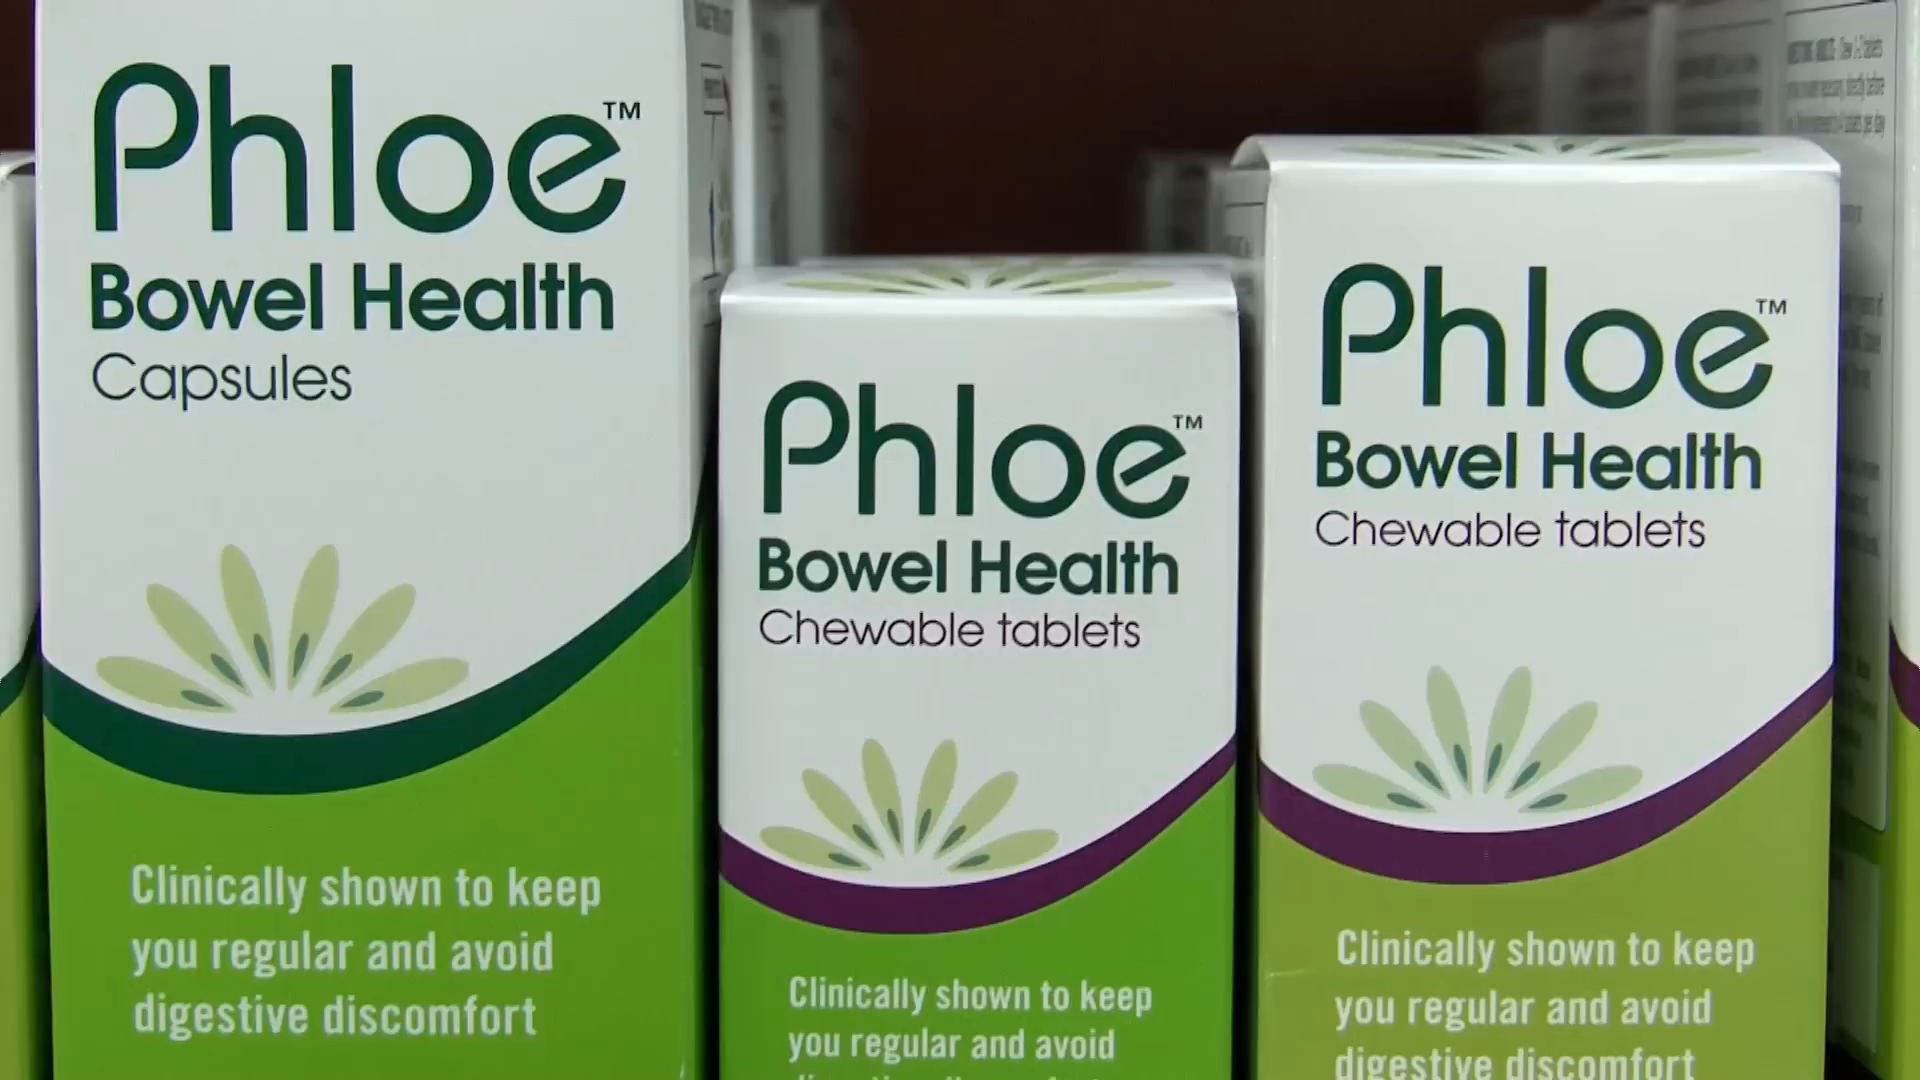 Phloe™
Bowel Health
Capsules
Clinically shown to keep
you regular and avoid
digestive discomfort
Phloe™
Bowel Health
Chewable tablets
Clinically shown to keep
you regular and avoid
Phloe™
Bowel Health
Chewable tablets
Clinically shown to keep
you regular and avoid
digestive discomfort